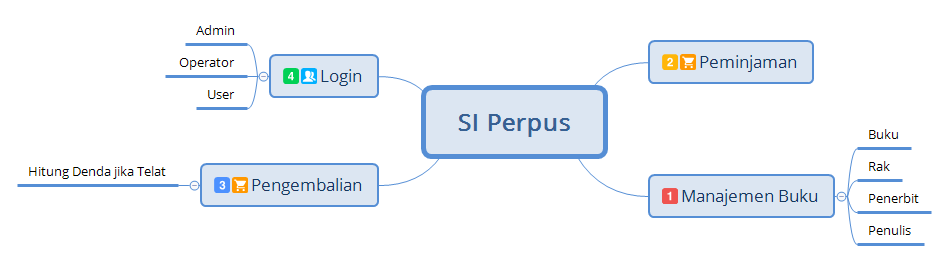 SI Perpus
4 Login
Admin
Operator
User
2 Peminjaman
3 Pengembalian
Hitung Denda jika Telat
1 Manajemen Buku
Buku
Rak
Penerbit
Penulis